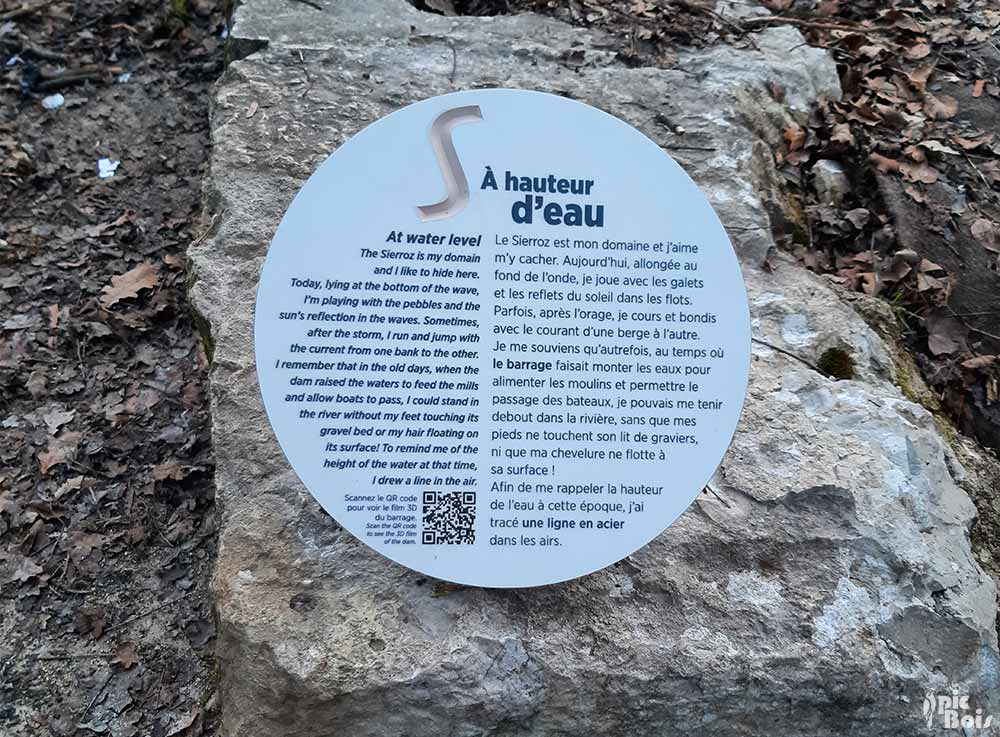 À hauteur
d'eau
At water level
The Sierroz is my domain
and I like to hide here.
Today, lying at the bottom of the wave,
I'm playing with the pebbles and the
sun's reflection in the waves. Sometimes,
after the storm, I run and jump with
the current from one bank to the other.
I remember that in the old days, when the
dam raised the waters to feed the mills
and allow boats to pass, I could stand in
the river without my feet touching its
gravel bed or my hair floating on
its surface! To remind me of the
height of the water at that time,
I drew a line in the air.
Scannez le QR code
pour voir le film 3D
du barrage.
Scan the QR code
to see the 3D film
of the dam.
Le Sierroz est mon domaine et j'aime
m'y cacher. Aujourd'hui, allongée au
fond de l'onde, je joue avec les galets
et les reflets du soleil dans les flots.
Parfois, après l'orage, je cours et bondis
avec le courant d'une berge à l'autre.
Je me souviens qu'autrefois, au temps où
le barrage faisait monter les eaux pour
alimenter les moulins et permettre le
passage des bateaux, je pouvais me tenir
debout dans la rivière, sans que mes
pieds ne touchent son lit de graviers,
ni que ma chevelure ne flotte à
sa surface !
Afin de me rappeler la hauteur
de l'eau à cette époque, j'ai
tracé une ligne en acier
dans les airs.
pic
Bois